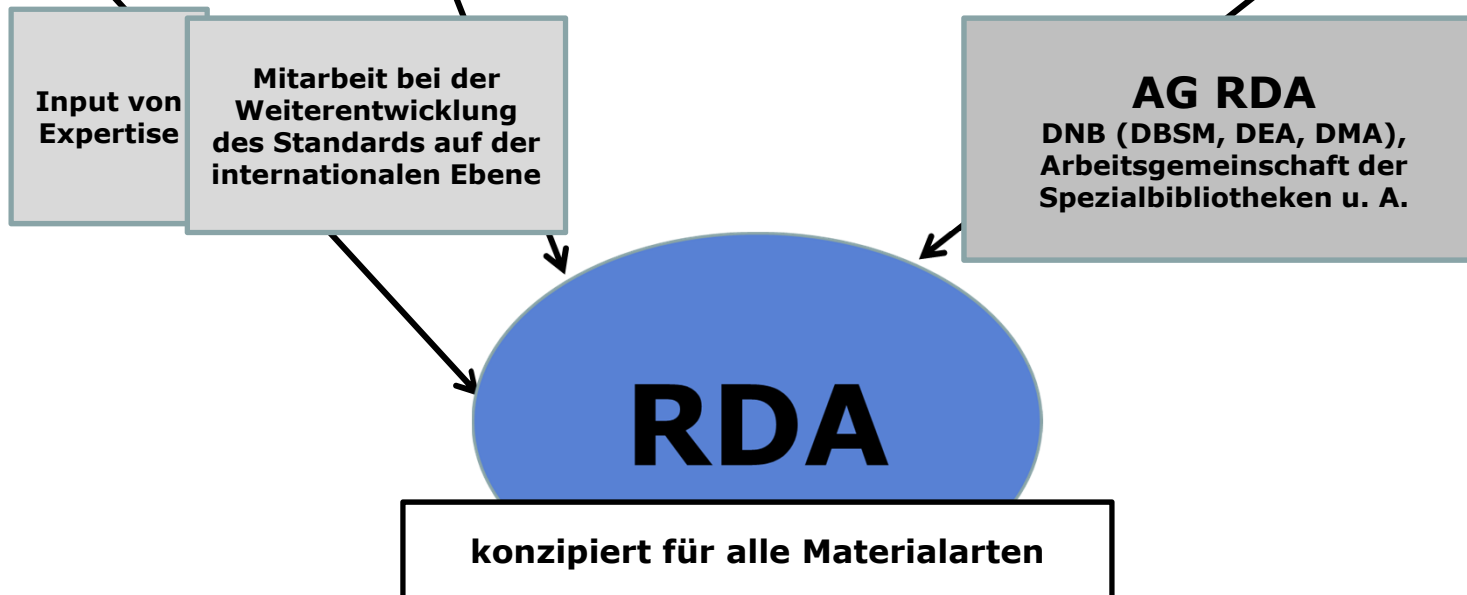 Input von
Expertise
Mitarbeit bei der
Weiterentwicklung
des Standards auf der
internationalen Ebene
AG RDA
DNB (DBSM, DEA, DMA),
Arbeitsgemeinschaft der
Spezialbibliotheken u. A.
RDA
konzipiert für alle Materialarten